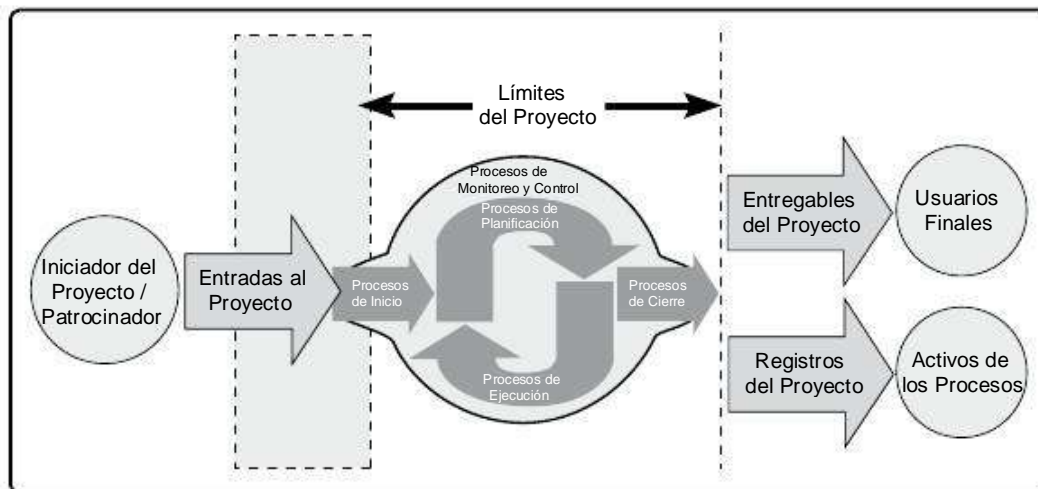 Límites
del Proyecto
Procesos de
Monitoreo y Control
Procesos de
Planificación
Iniciador del
Proyecto /
Patrocinador
Entradas al
Proyecto
Procesos
de Inicio
Procesos
de Cierre
Procesos de
Ejecución
Entregables
del Proyecto
Usuarios
Finales
Registros
del Proyecto
Activos de
los Procesos